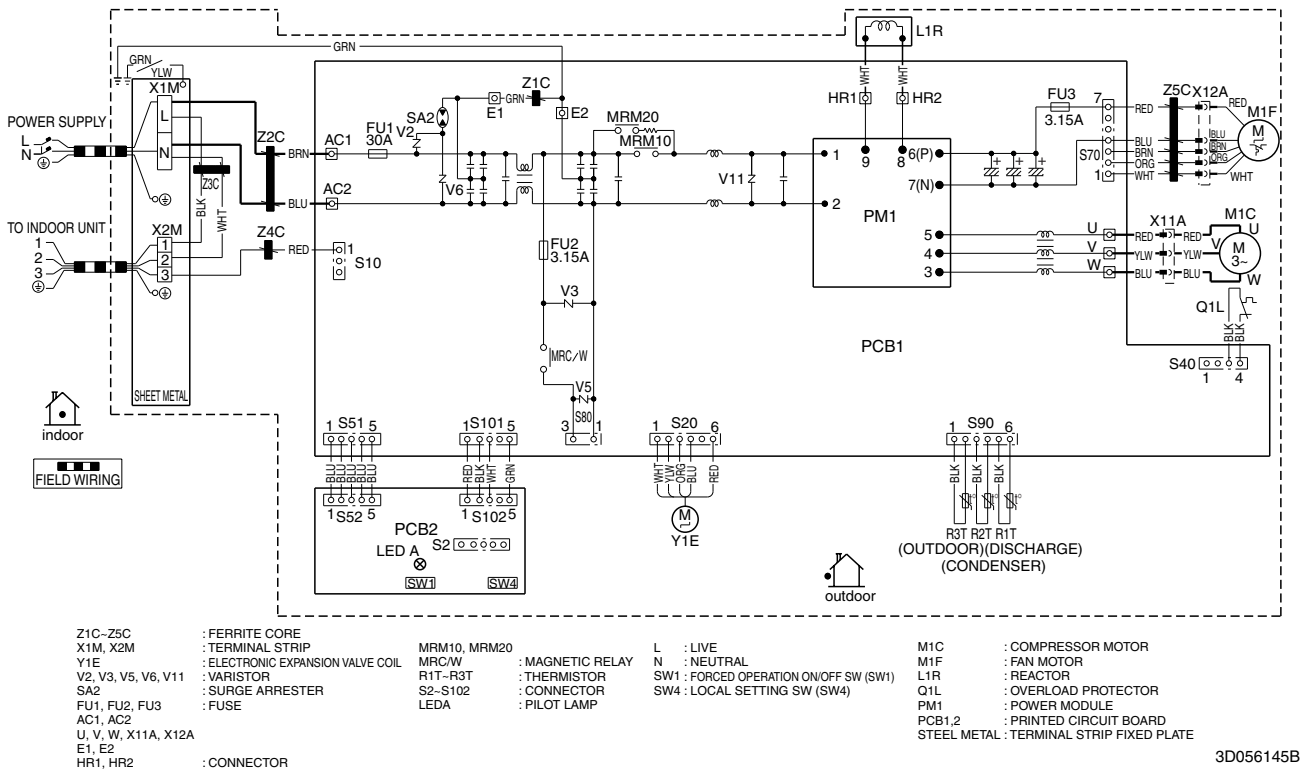 GRN
L1R
GRN
YLW
X1M
L
N
POWER SUPPLY
L
N
Z2C
BRN
BLU
AC1
AC2
FU1
30A
V2
SA2
V6
E1
GRN
Z1C
E2
MRM20
MRM10
V11
WHT
WHT
HR1
HR2
9
8
1
2
6(P)
7(N)
PM1
5
4
3
FU3
3.15A
7
S70
1
RED
BLU
BRN
ORG
WHT
Z5C
X12A
RED
BLU
BRN
ORG
WHT
M1F
M
U
V
W
RED
YLW
BLU
X11A
RED
YLW
BLU
M1C
U
V
W
M
3~
Q1L
BLK
BLK
S40
1 4
Z3C
BLK
WHT
TO INDOOR UNIT
1
2
3
X2M
1
2
3
Z4C
RED
1
S10
FU2
3.15A
V3
MRC/W
V5
S80
3 1
PCB1
SHEET METAL
indoor
FIELD WIRING
1 S51 5
BLU
BLU
BLU
BLU
BLU
1 S52 5
1 S101 5
RED
BLK
WHT
GRN
1 S102 5
PCB2
S2
LED A
SW1
SW4
1 S20 6
WHT
YLW
ORG
BLU
RED
M
Y1E
1 S90 6
BLK
BLK
BLK
t°
t°
t°
R3T R2T R1T
(OUTDOOR)(DISCHARGE)
(CONDENSER)
outdoor
Z1C~Z5C : FERRITE CORE
X1M, X2M : TERMINAL STRIP
Y1E : ELECTRONIC EXPANSION VALVE COIL
V2, V3, V5, V6, V11 : VARISTOR
SA2 : SURGE ARRESTER
FU1, FU2, FU3 : FUSE
AC1, AC2
U, V, W, X11A, X12A
E1, E2
HR1, HR2 : CONNECTOR
MRM10, MRM20
MRC/W : MAGNETIC RELAY
R1T~R3T : THERMISTOR
S2~S102 : CONNECTOR
LEDA : PILOT LAMP
L : LIVE
N : NEUTRAL
SW1 : FORCED OPERATION ON/OFF SW (SW1)
SW4 : LOCAL SETTING SW (SW4)
M1C : COMPRESSOR MOTOR
M1F : FAN MOTOR
L1R : REACTOR
Q1L : OVERLOAD PROTECTOR
PM1 : POWER MODULE
PCB1,2 : PRINTED CIRCUIT BOARD
STEEL METAL : TERMINAL STRIP FIXED PLATE
3D056145B